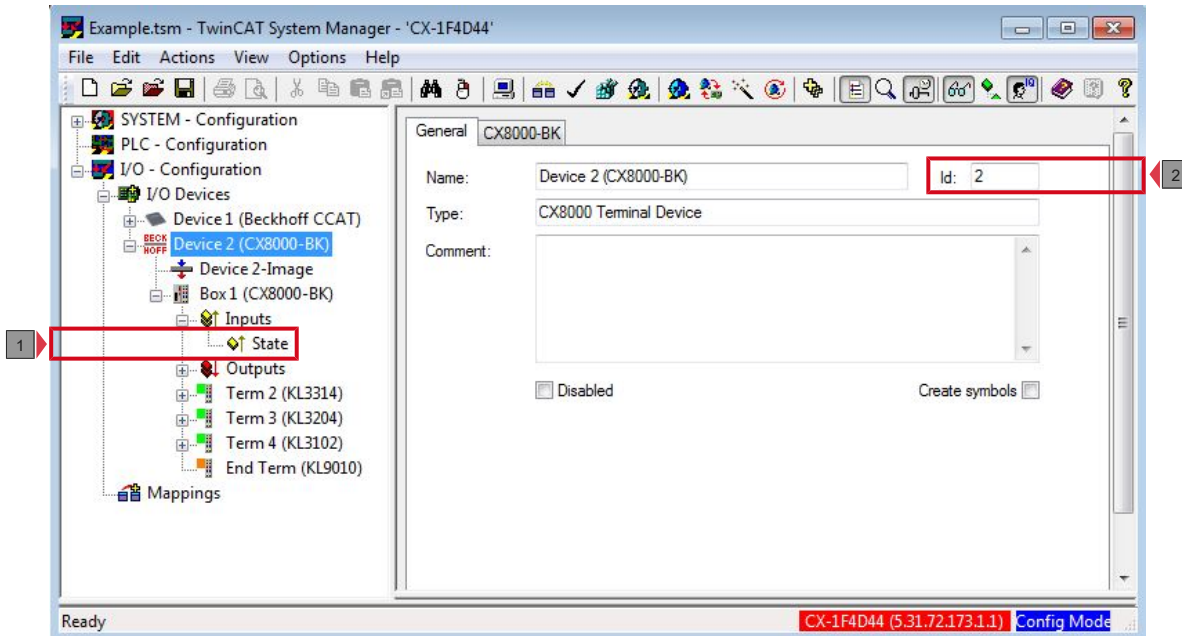 Example.tsm - TwinCAT System Manager - 'CX-1F4D44'
File Edit Actions View Options Help
SYSTEM - Configuration
PLC - Configuration
I/O - Configuration
I/O Devices
Device 1 (Beckhoff CCAT)
BECK
HOFF
Device 2 (CX8000-BK)
Device 2-Image
Box 1 (CX8000-BK)
Inputs
1
State
Outputs
Term 2 (KL3314)
Term 3 (KL3204)
Term 4 (KL3102)
End Term (KL9010)
Mappings
General CX8000-BK
Name: Device 2 (CX8000-BK) Id: 2
2
Type: CX8000 Terminal Device
Comment:
Disabled Create symbols
Ready CX-1F4D44 (5.31.72.173.1.1) Config Mode